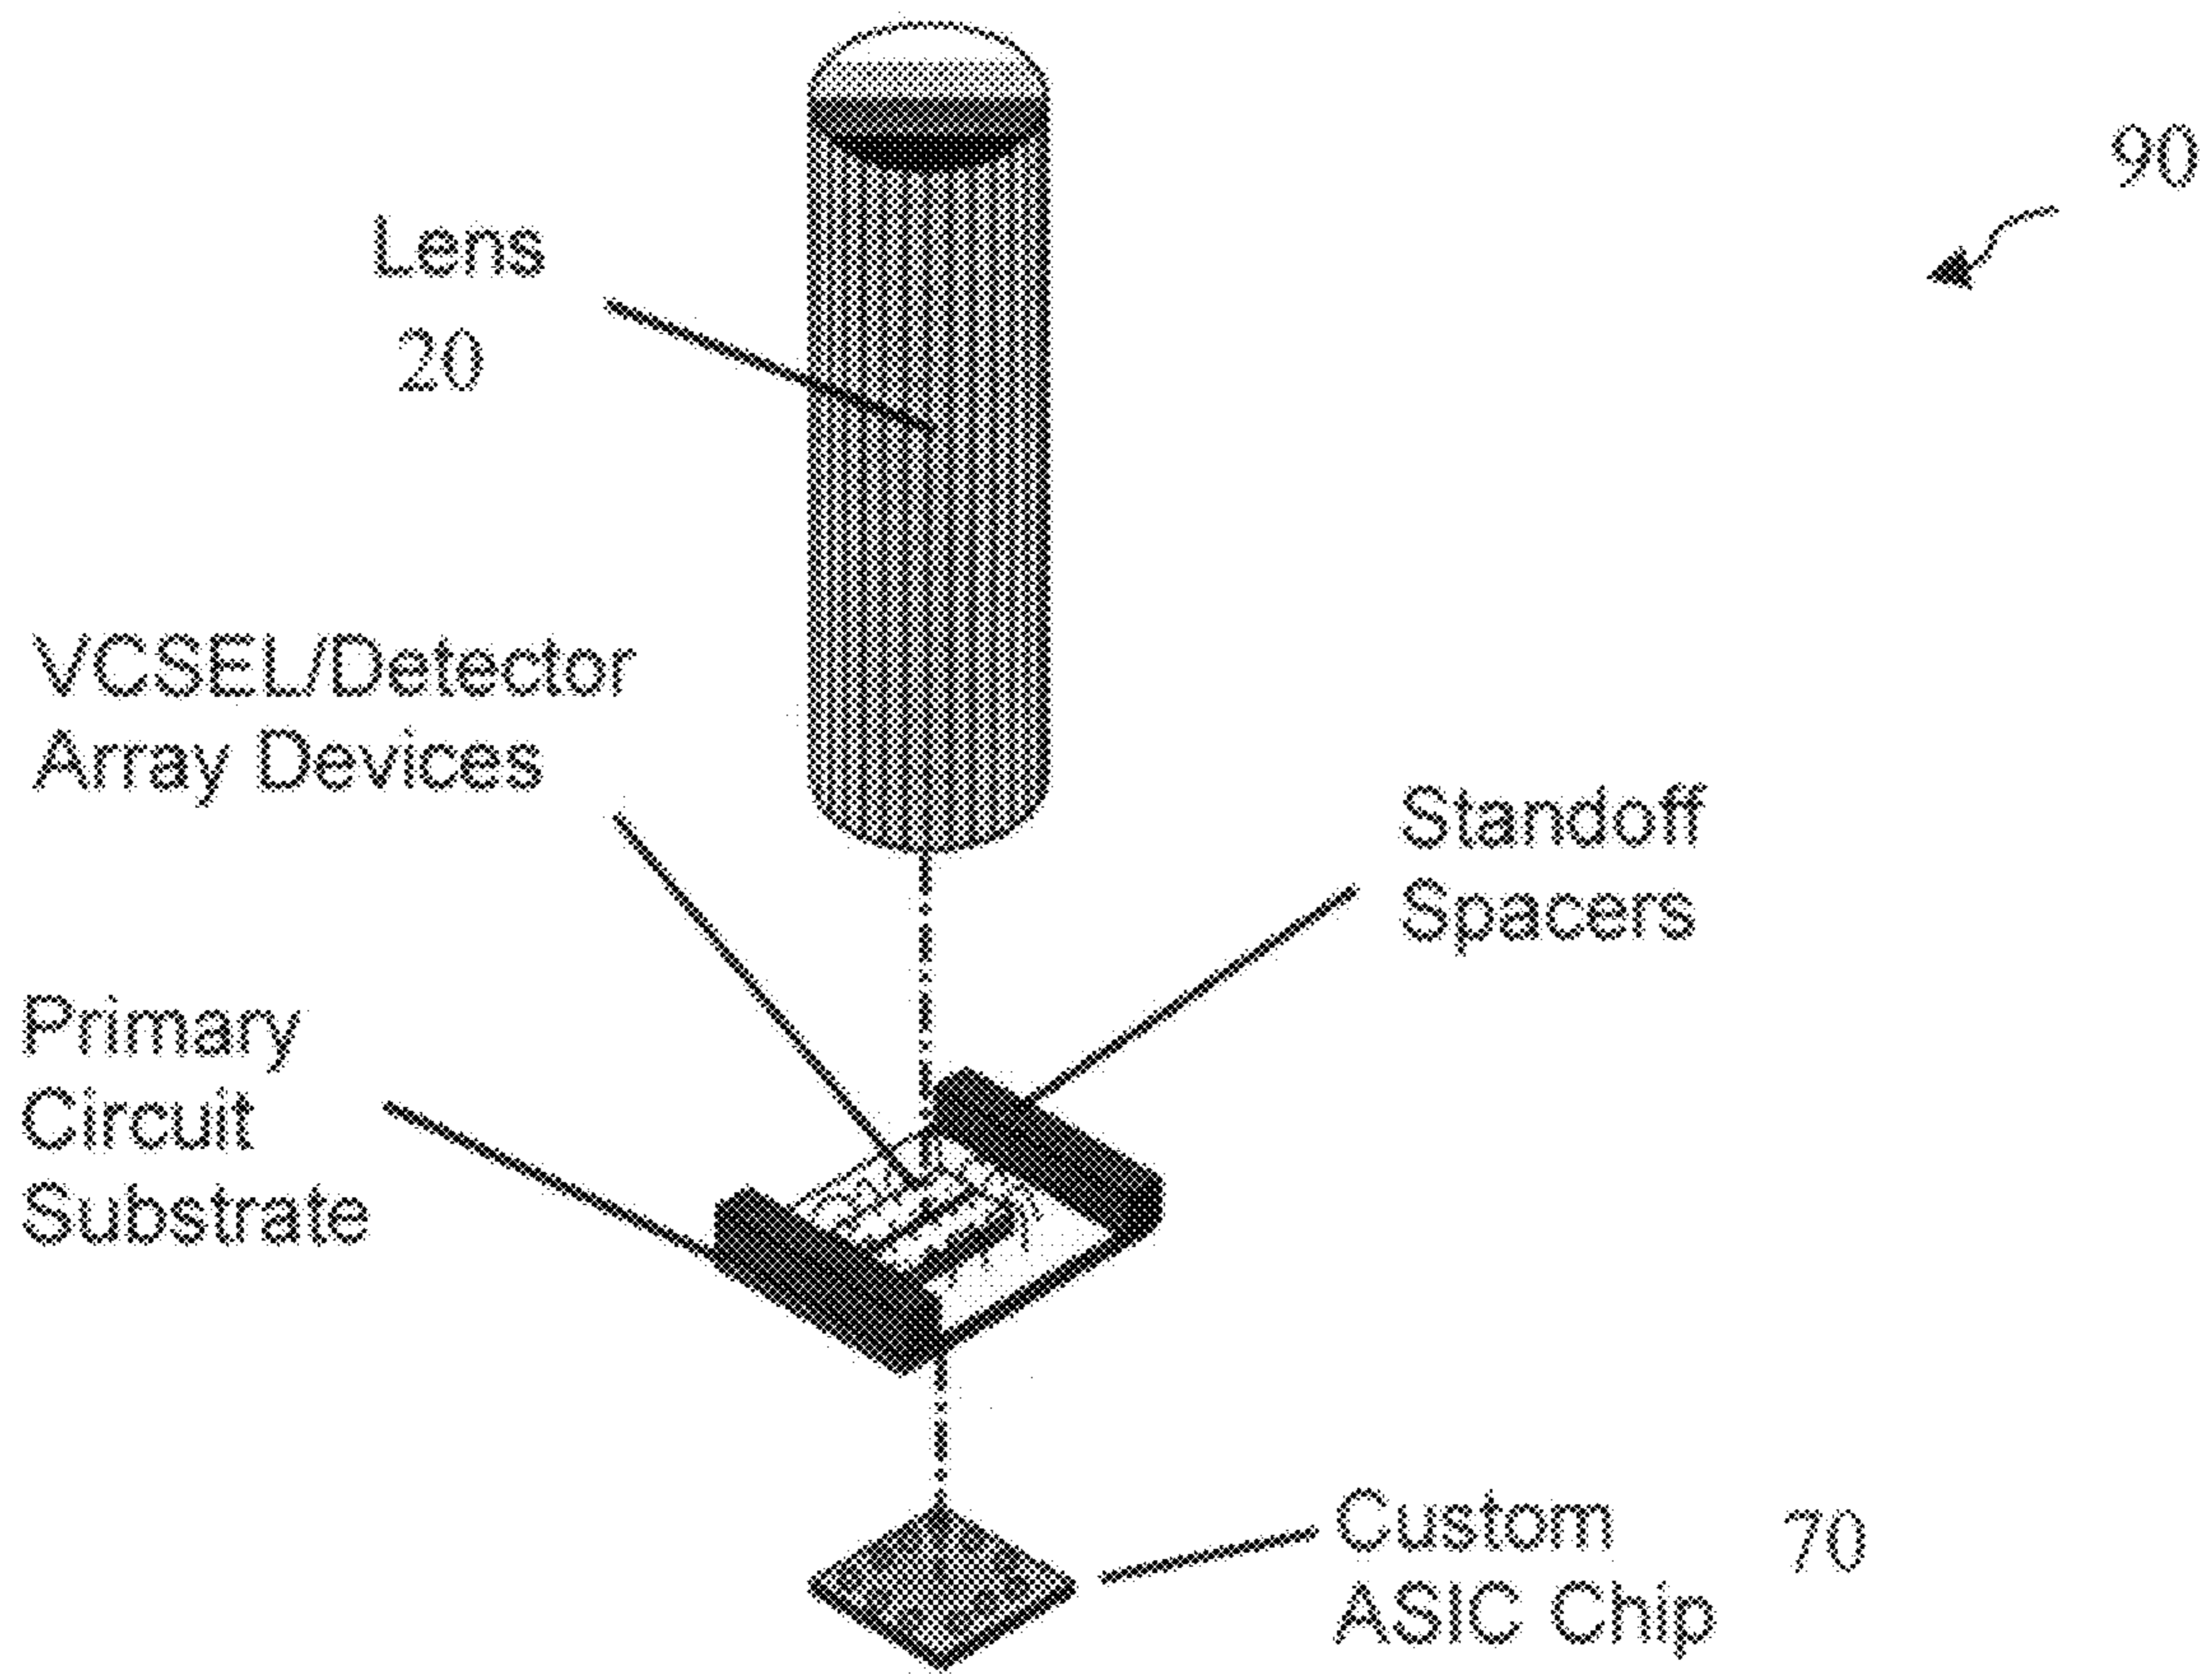 90
Lens
20
VCSEL/Detector
Array Devices
Standoff
Spacers
Primary
Circuit
Substrate
Custom
ASIC Chip
70